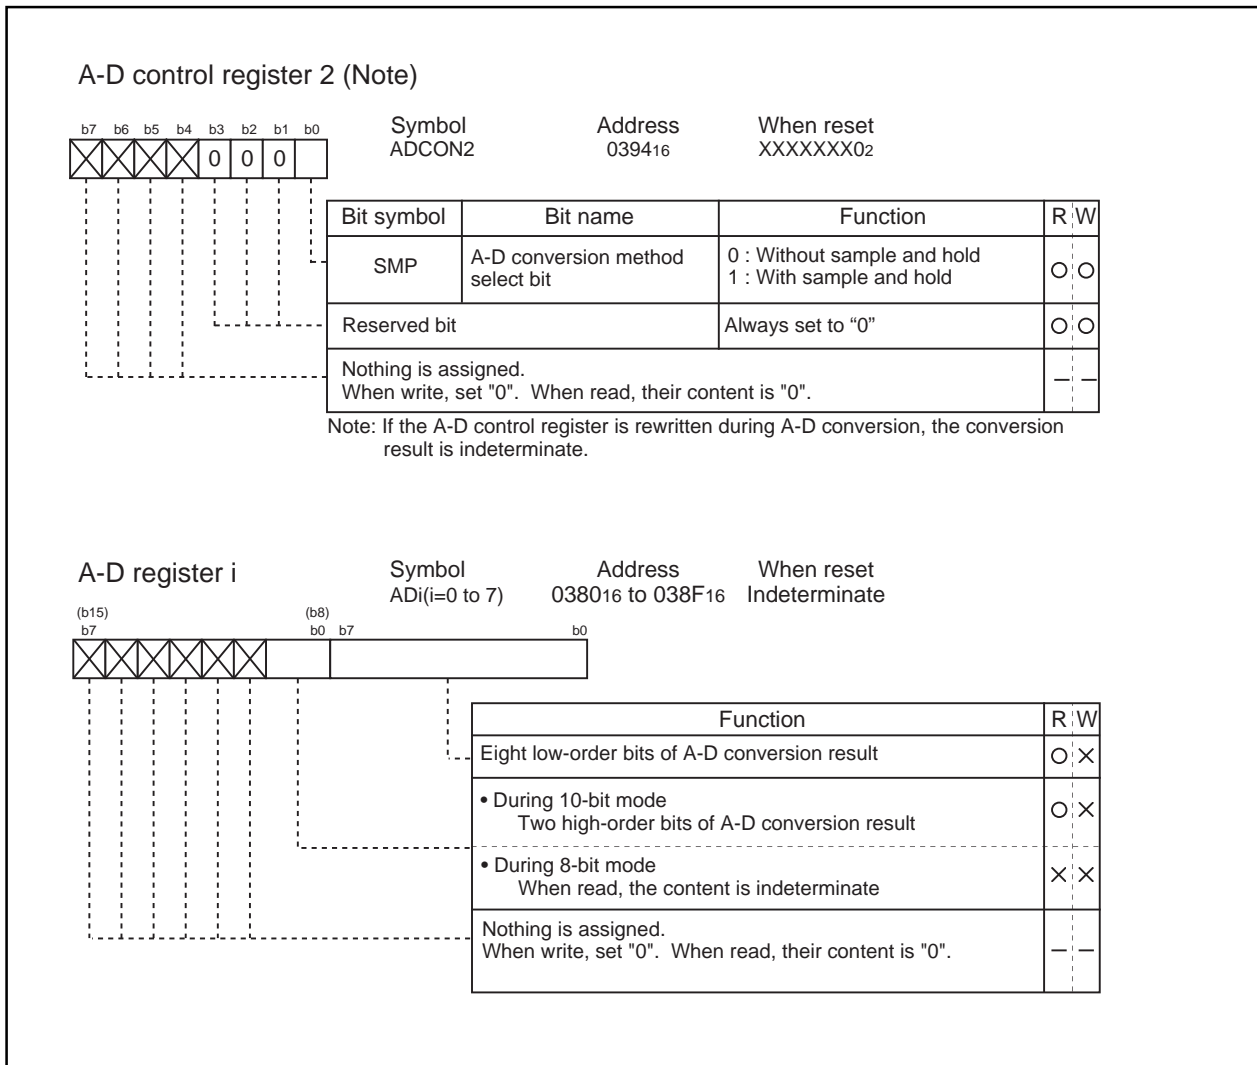 A-D control register 2 (Note)
b7 b6 b5 b4 b3 b2 b1 b0
Symbol Address When reset
ADCON2 039416 XXXXXXX02
0 0 0
Bit symbol Bit name Function R W
SMP A-D conversion method select bit 0 : Without sample and hold
1 : With sample and hold
Reserved bit Always set to “0”
Nothing is assigned.
When write, set "0". When read, their content is "0".
Note: If the A-D control register is rewritten during A-D conversion, the conversion
result is indeterminate.
A-D register i
Symbol Address When reset
ADi(i=0 to 7) 038016 to 038F16 Indeterminate
(b15) (b8)
b7 b0 b7 b0
Function R W
Eight low-order bits of A-D conversion result
• During 10-bit mode
Two high-order bits of A-D conversion result
• During 8-bit mode
When read, the content is indeterminate
Nothing is assigned.
When write, set "0". When read, their content is "0".